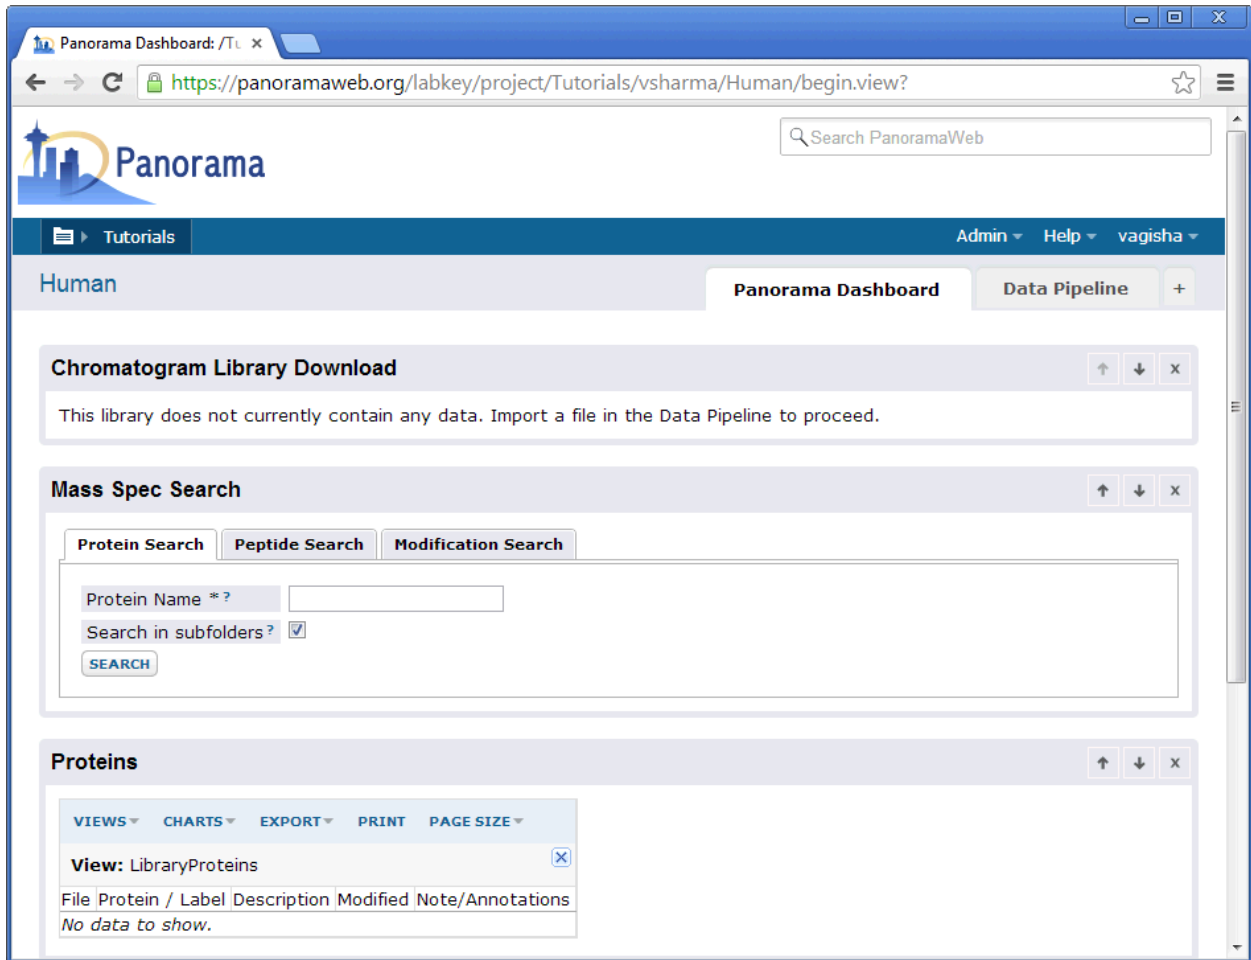 Panorama Dashboard: /Tu
https://panoramaweb.org/labkey/project/Tutorials/vsharma/Human/begin.view?
Panorama
Search PanoramaWeb
Tutorials
Admin Help vagisha
Human
Panorama Dashboard Data Pipeline +
Chromatogram Library Download
This library does not currently contain any data. Import a file in the Data Pipeline to proceed.
Mass Spec Search
Protein Search Peptide Search Modification Search
Protein Name * ?
Search in subfolders ?
SEARCH
Proteins
VIEWS CHARTS EXPORT PRINT PAGE SIZE
View: LibraryProteins
File Protein / Label Description Modified Note/Annotations
No data to show.